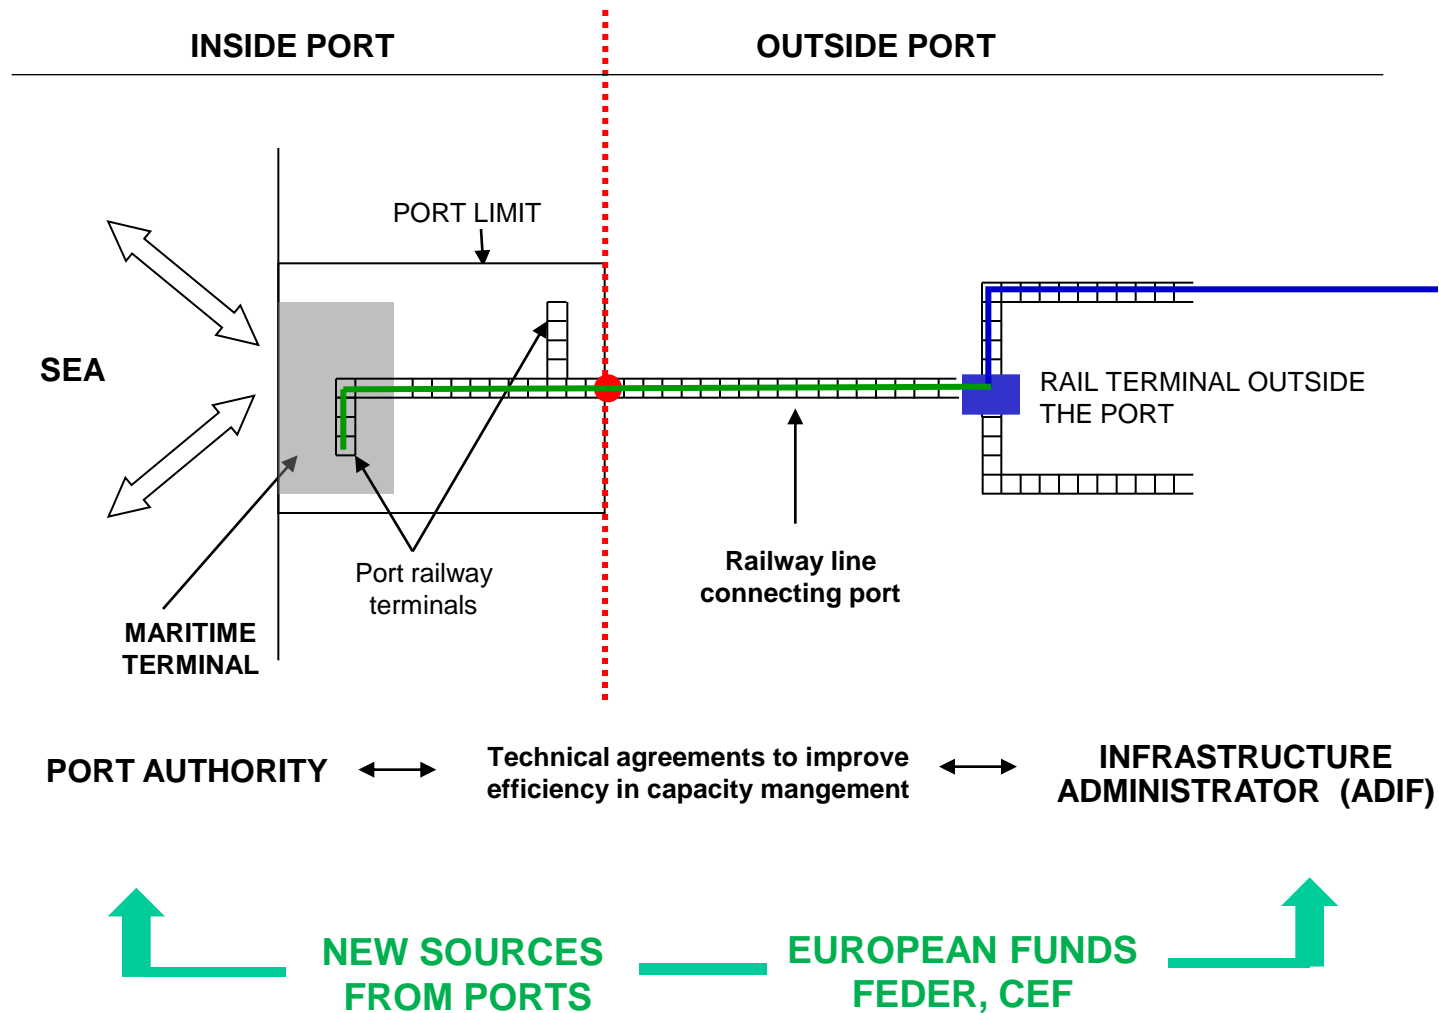 INSIDE PORT
OUTSIDE PORT
PORT LIMIT
SEA
RAIL TERMINAL OUTSIDE
THE PORT
Port railway
terminals
Railway line
connecting port
MARITIME
TERMINAL
PORT AUTHORITY
Technical agreements to improve
efficiency in capacity mangement
INFRASTRUCTURE
ADMINISTRATOR (ADIF)
NEW SOURCES
FROM PORTS
EUROPEAN FUNDS
FEDER, CEF